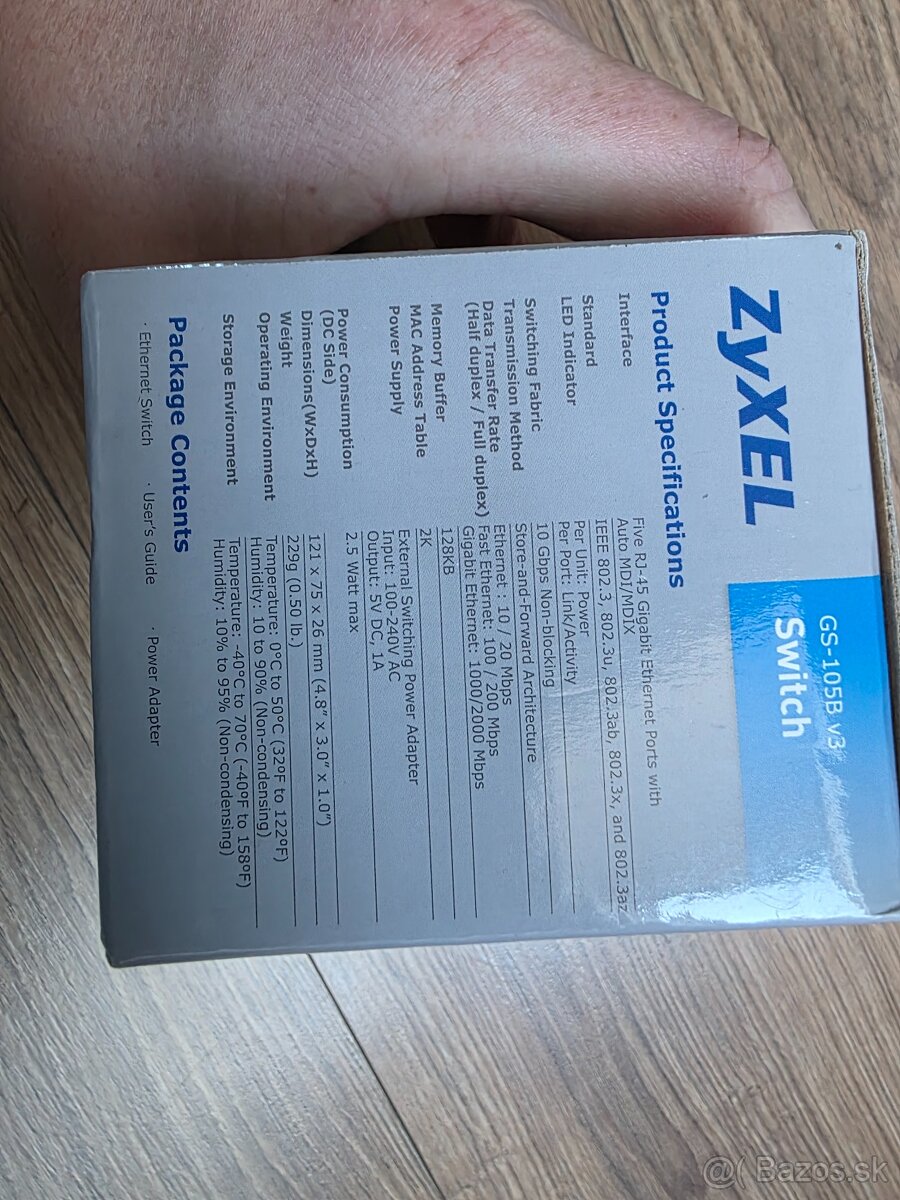 ZyXEL
GS-105B v3
Switch
Product Specifications
Interface Five RJ-45 Gigabit Ethernet Ports with
Auto MDI/MDIX
Standard IEEE 802.3, 802.3u, 802.3ab, 802.3x, and 802.3az
LED Indicator Per Unit: Power
Per Port: Link/Activity
Switching Fabric 10 Gbps Non-blocking
Transmission Method Store-and-Forward Architecture
Data Transfer Rate Ethernet : 10 / 20 Mbps
(Half duplex / Full duplex) Fast Ethernet: 100 / 200 Mbps
Gigabit Ethernet: 1000/2000 Mbps
Memory Buffer 128KB
MAC Address Table 2K
Power Supply External Switching Power Adapter
Input: 100-240V AC
Output: 5V DC, 1A
Power Consumption 2.5 Watt max
(DC Side)
Dimensions(WxDxH) 121 x 75 x 26 mm (4.8" x 3.0" x 1.0")
Weight 229g (0.50 lb.)
Operating Environment Temperature: 0°C to 50°C (32°F to 122°F)
Humidity: 10 to 90% (Non-condensing)
Storage Environment Temperature: -40°C to 70°C (-40°F to 158°F)
Humidity: 10% to 95% (Non-condensing)
Package Contents
· Ethernet Switch · User's Guide · Power Adapter
@( Bazos.sk